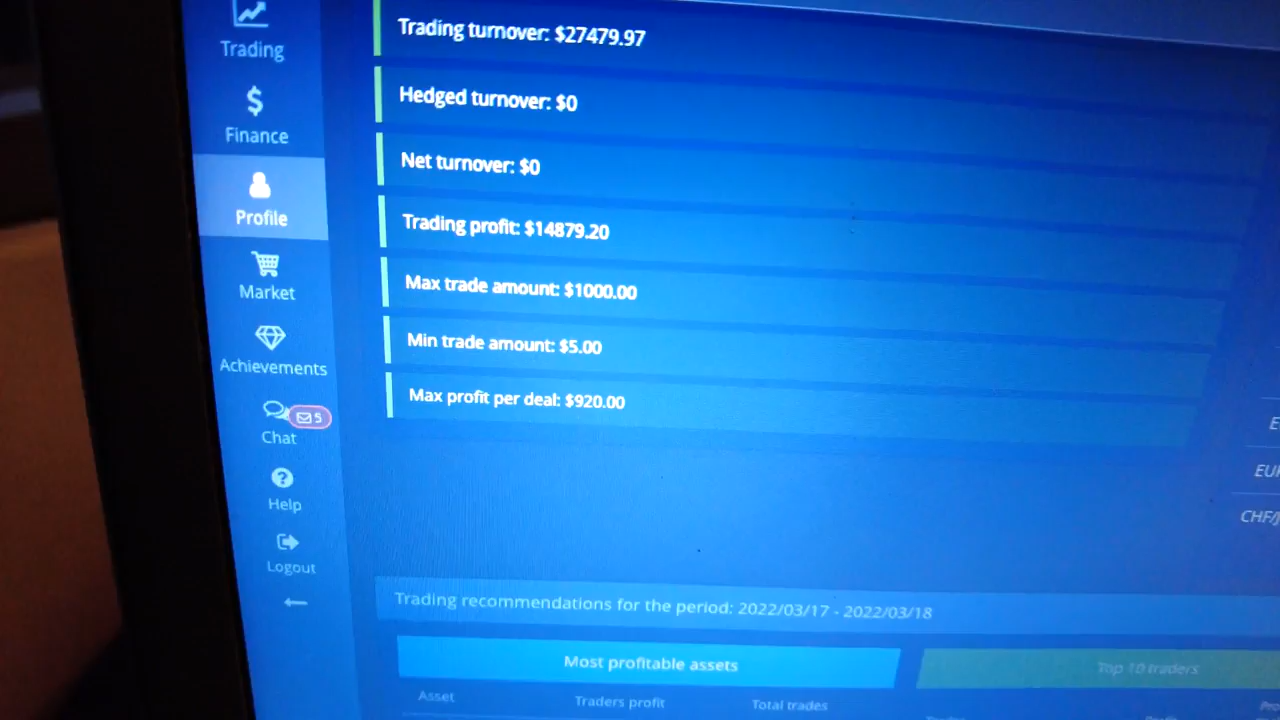 Trading
Finance
Profile
Market
Achievements
5
Chat
Help
Logout
Trading turnover: $27479.97
Hedged turnover: $0
Net turnover: $0
Trading profit: $14879.20
Max trade amount: $1000.00
Min trade amount: $5.00
Max profit per deal: $920.00
EUR
CHF/J
Trading recommendations for the period: 2022/03/17 - 2022/03/18
Most profitable assets
Top 10 traders
Asset
Traders profit
Total trades